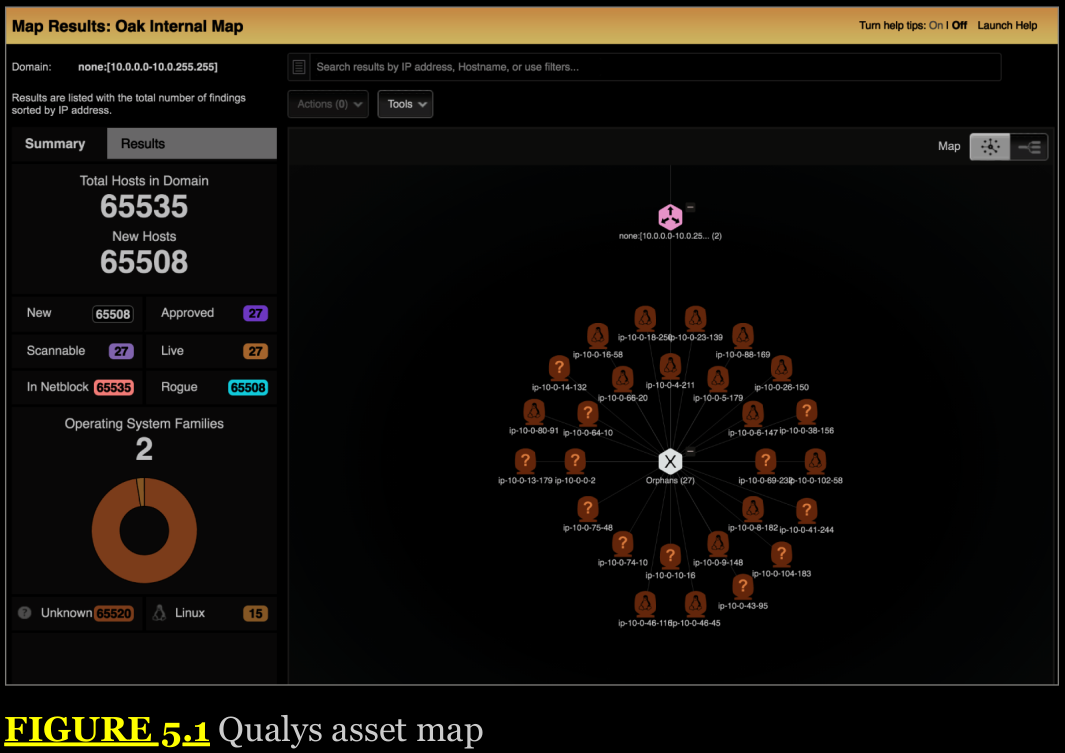 Map Results: Oak Internal Map
Turn help tips: On | Off Launch Help
Domain: none:[10.0.0.0-10.0.255.255]
Search results by IP address, Hostname, or use filters...
Results are listed with the total number of findings
sorted by IP address.
Actions (0)
Tools
Summary
Results
Map
Total Hosts in Domain
65535
New Hosts
65508
New 65508
Approved 27
Scannable 27
Live 27
In Netblock 65535
Rogue 65508
Operating System Families
2
? Unknown 65520
Linux 15
none:[10.0.0.0-10.0.25... (2)
ip-10-0-18-250
ip-10-0-23-139
ip-10-0-16-58
ip-10-0-88-169
?
ip-10-0-14-132
ip-10-0-66-20
ip-10-0-4-211
ip-10-0-5-179
ip-10-0-26-150
ip-10-0-80-91
?
ip-10-0-64-10
ip-10-0-6-147
?
ip-10-0-38-156
?
ip-10-0-13-179
?
ip-10-0-0-2
X
Orphans (27)
?
ip-10-0-69-232
ip-10-0-102-58
?
ip-10-0-75-48
ip-10-0-8-182
?
ip-10-0-41-244
?
ip-10-0-74-10
?
ip-10-0-10-16
ip-10-0-9-148
?
ip-10-0-104-183
?
ip-10-0-43-95
ip-10-0-46-116
ip-10-0-46-45
FIGURE 5.1 Qualys asset map